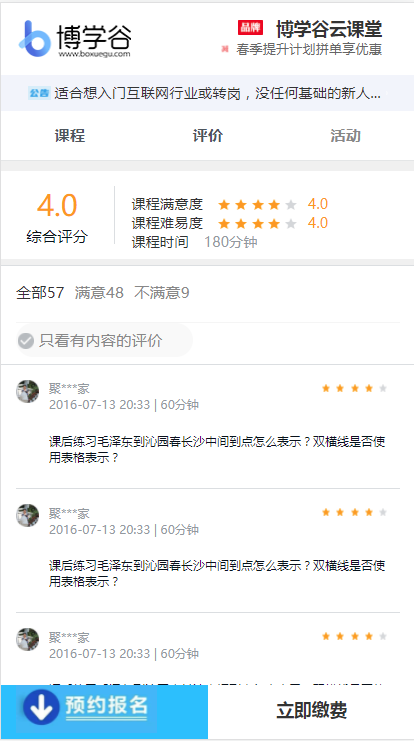 博学谷
www.boxuegu.com
品牌 博学谷云课堂
春季提升计划拼单享优惠
公告 适合想入门互联网行业或转岗，没任何基础的新人...
课程 评价 活动
4.0
综合评分
课程满意度 4.0
课程难易度 4.0
课程时间 180分钟
全部57 满意48 不满意9
只看有内容的评价
聚***家
2016-07-13 20:33 | 60分钟
课后练习毛泽东到沁园春长沙中间到点怎么表示？双横线是否使
用表格表示？
聚***家
2016-07-13 20:33 | 60分钟
课后练习毛泽东到沁园春长沙中间到点怎么表示？双横线是否使
用表格表示？
聚***家
2016-07-13 20:33 | 60分钟
预约报名
立即缴费